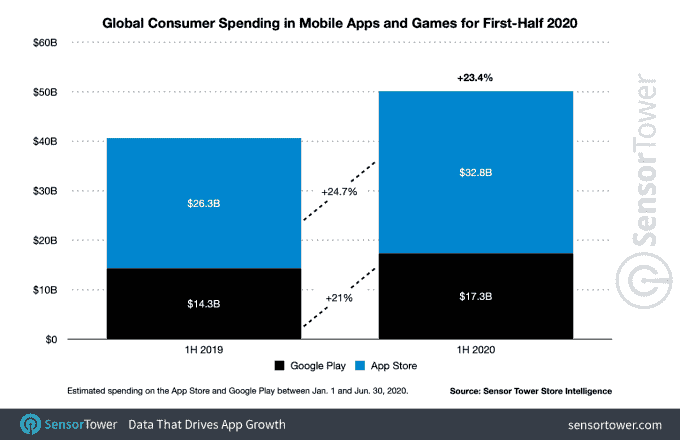 Global Consumer Spending in Mobile Apps and Games for First-Half 2020
$60B
$50B
$40B
$30B
$20B
$10B
$0
+23.4%
$26.3B
+24.7%
$32.8B
$14.3B
+21%
$17.3B
1H 2019
1H 2020
Google Play
App Store
Estimated spending on the App Store and Google Play between Jan. 1 and Jun. 30, 2020.
Source: Sensor Tower Store Intelligence
SensorTower
SensorTower
Data That Drives App Growth
sensortower.com